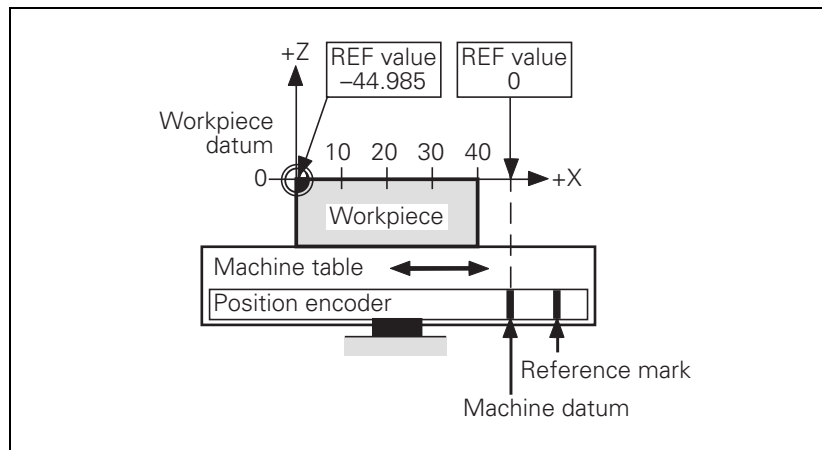 +Z
REF value
–44.985
REF value
0
Workpiece
datum
10 20 30 40
0
+X
Workpiece
Machine table
Position encoder
Reference mark
Machine datum